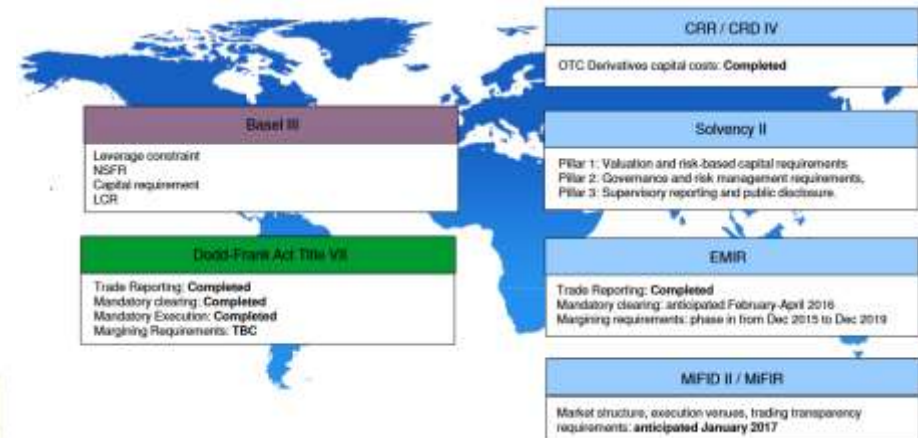 CRR / CRD IV
OTC Derivatives capital costs: Completed
Basel III
Leverage constraint
NSFR
Capital requirement
LCR
Solvency II
Pillar 1: Valuation and risk-based capital requirements
Pillar 2: Governance and risk management requirements,
Pillar 3: Supervisory reporting and public disclosure.
Dodd-Frank Act Title VII
Trade Reporting: Completed
Mandatory clearing: Completed
Mandatory Execution: Completed
Margining Requirements: TBC
EMIR
Trade Reporting: Completed
Mandatory clearing: anticipated February-April 2016
Margining requirements: phase in from Dec 2015 to Dec 2019
MiFID II / MiFIR
Market structure, execution venues, trading transparency
requirements: anticipated January 2017